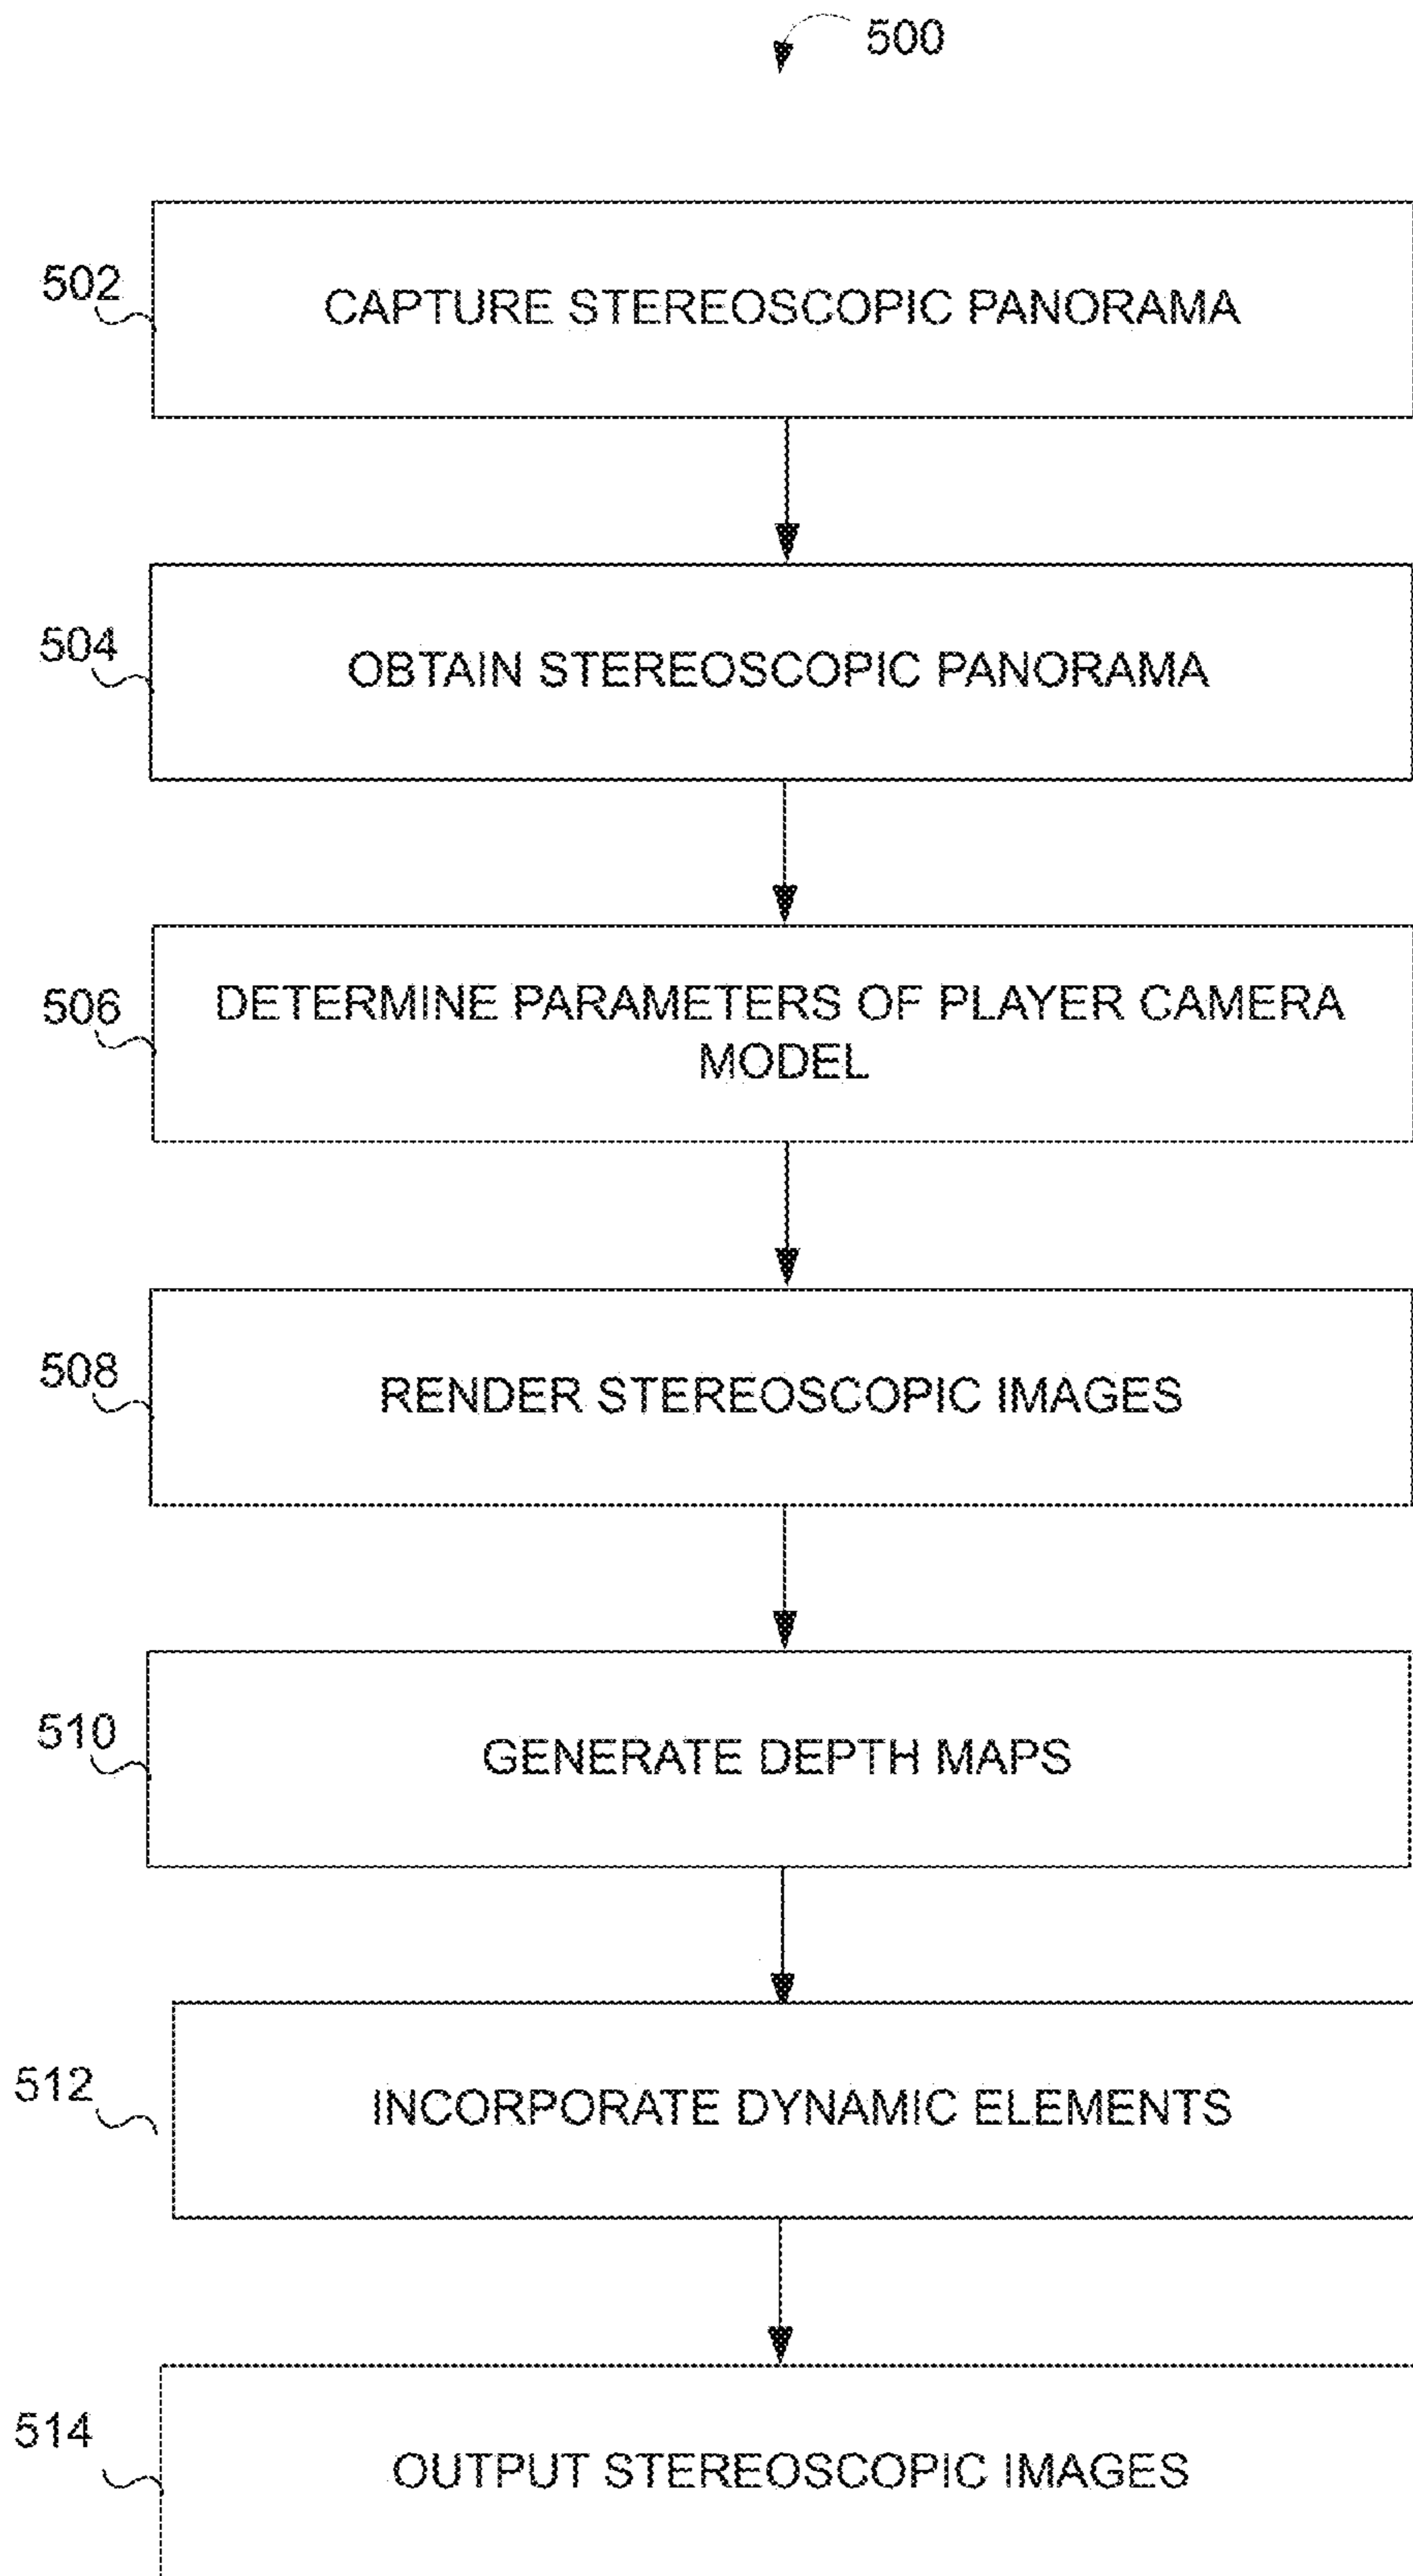 500
502
CAPTURE STEREOSCOPIC PANORAMA
504
OBTAIN STEREOSCOPIC PANORAMA
506
DETERMINE PARAMETERS OF PLAYER CAMERA
MODEL
508
RENDER STEREOSCOPIC IMAGES
510
GENERATE DEPTH MAPS
512
INCORPORATE DYNAMIC ELEMENTS
514
OUTPUT STEREOSCOPIC IMAGES